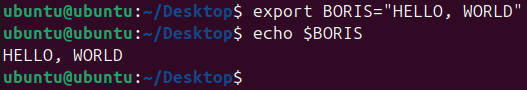 ubuntu@ubuntu:~/Desktop$ export BORIS="HELLO, WORLD"
ubuntu@ubuntu:~/Desktop$ echo $BORIS
HELLO, WORLD
ubuntu@ubuntu:~/Desktop$